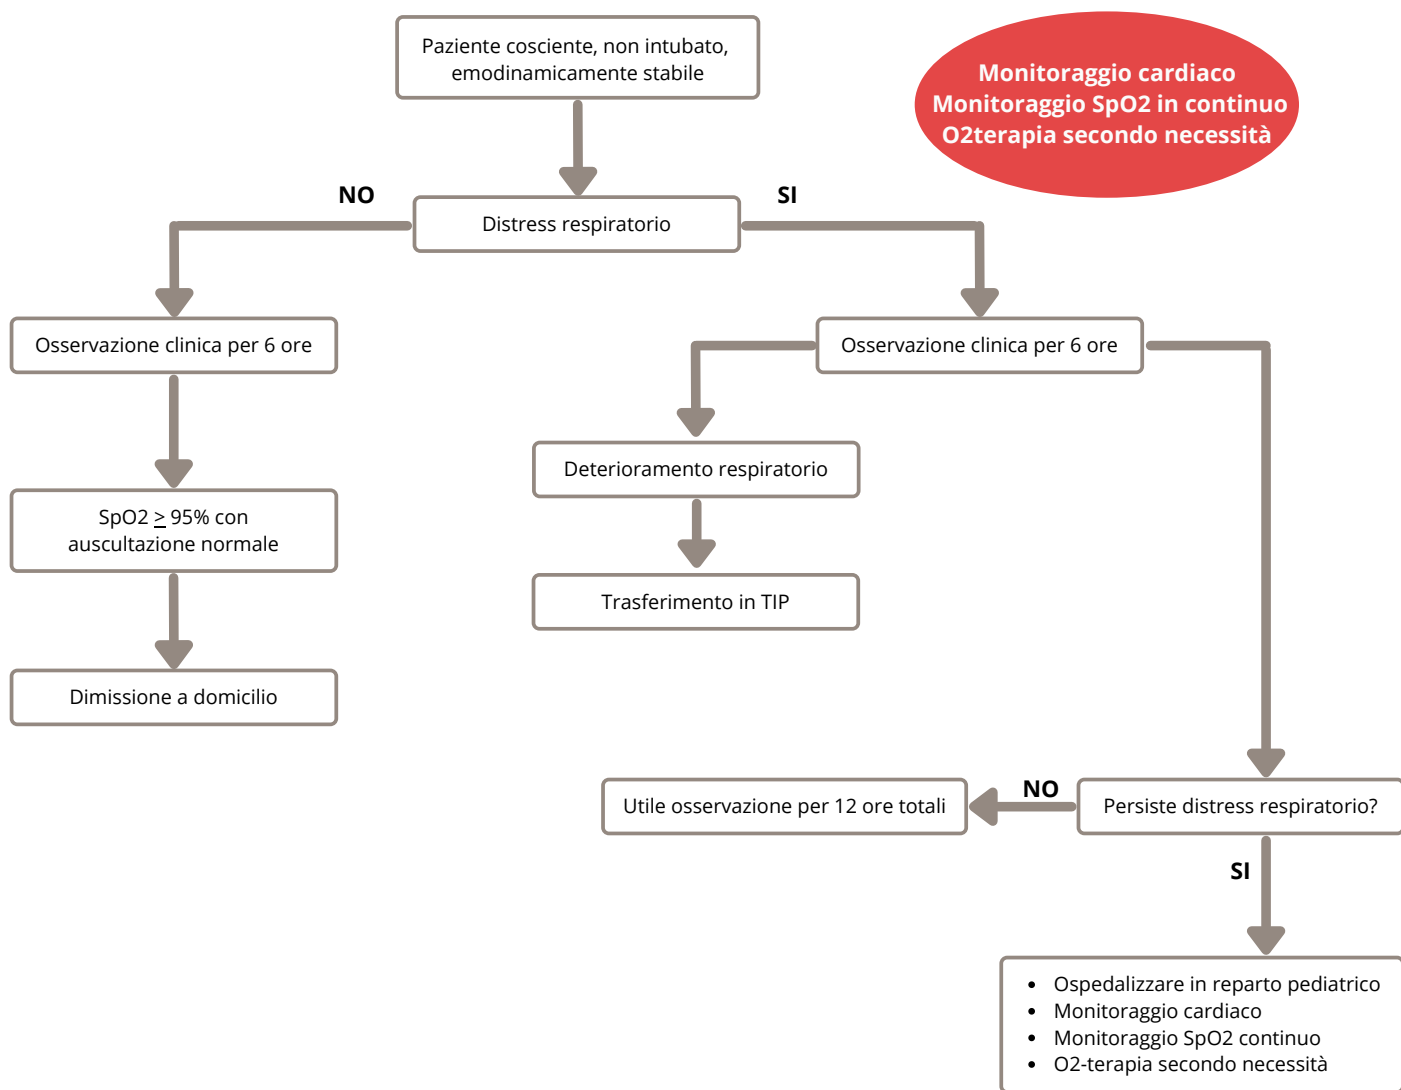 Paziente cosciente, non intubato,
emodinamicamente stabile
Monitoraggio cardiaco
Monitoraggio SpO2 in continuo
O2terapia secondo necessità
NO
SI
Distress respiratorio
Osservazione clinica per 6 ore
Osservazione clinica per 6 ore
Deterioramento respiratorio
SpO2 ≥ 95% con
auscultazione normale
Trasferimento in TIP
Dimissione a domicilio
Utile osservazione per 12 ore totali
NO
Persiste distress respiratorio?
SI
• Ospedalizzare in reparto pediatrico
• Monitoraggio cardiaco
• Monitoraggio SpO2 continuo
• O2-terapia secondo necessità